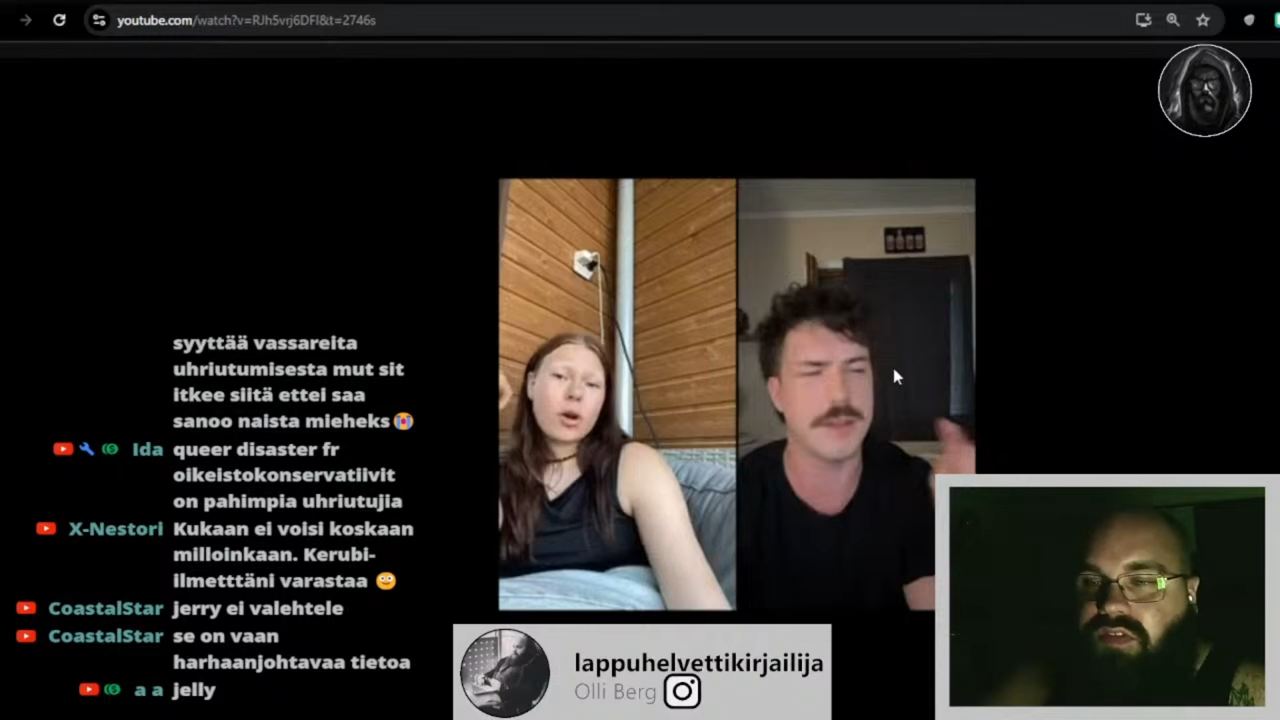 youtube.com/watch?v=RJh5vrj6DFI&t=2746s
syyttää vassareita
uhriutumisesta mut sit
itkee siitä ettel saa
sanoo naista mieheks😭
Ida queer disaster fr
oikeistokonservatiivit
on pahimpia uhriutujia
X-Nestori Kukaan ei voisi koskaan
milloinkaan. Kerubi-
ilmetttäni varastaa 😳
CoastalStar jerry ei valehtele
CoastalStar se on vaan
harhaanjohtavaa tietoa
a a jelly
lappuhelvettikirjailija
Olli Berg